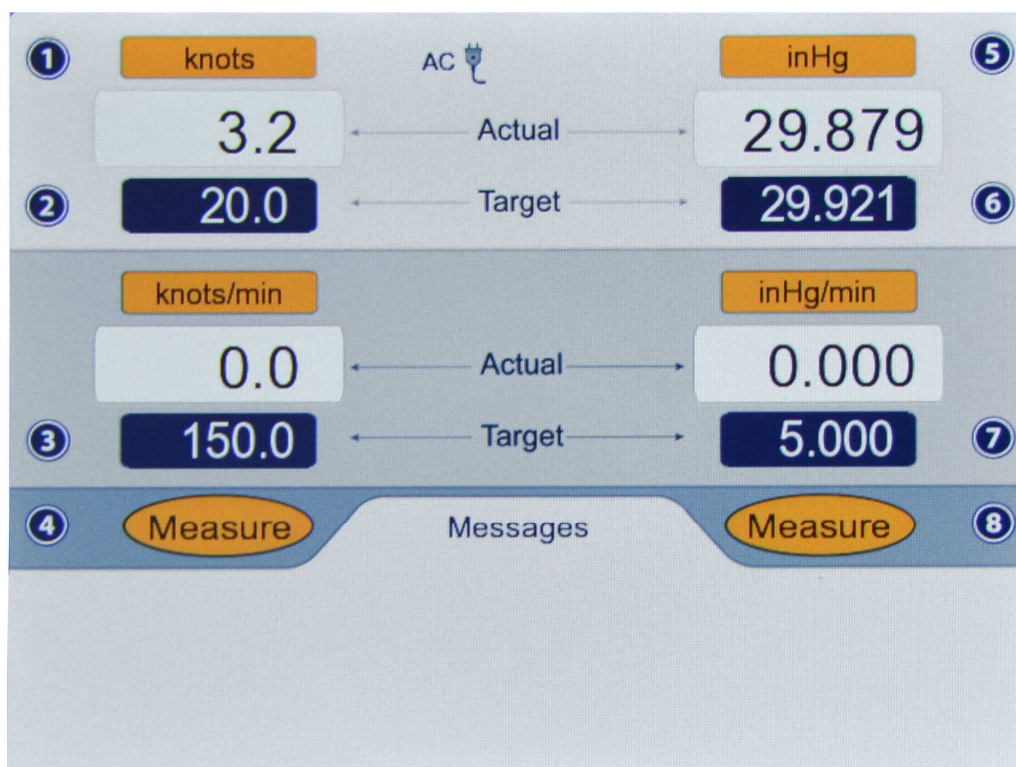 1 knots AC inHg 5
3.2 Actual 29.879
2 20.0 Target 29.921 6
knots/min inHg/min
0.0 Actual 0.000
3 150.0 Target 5.000 7
4 Measure Messages Measure 8